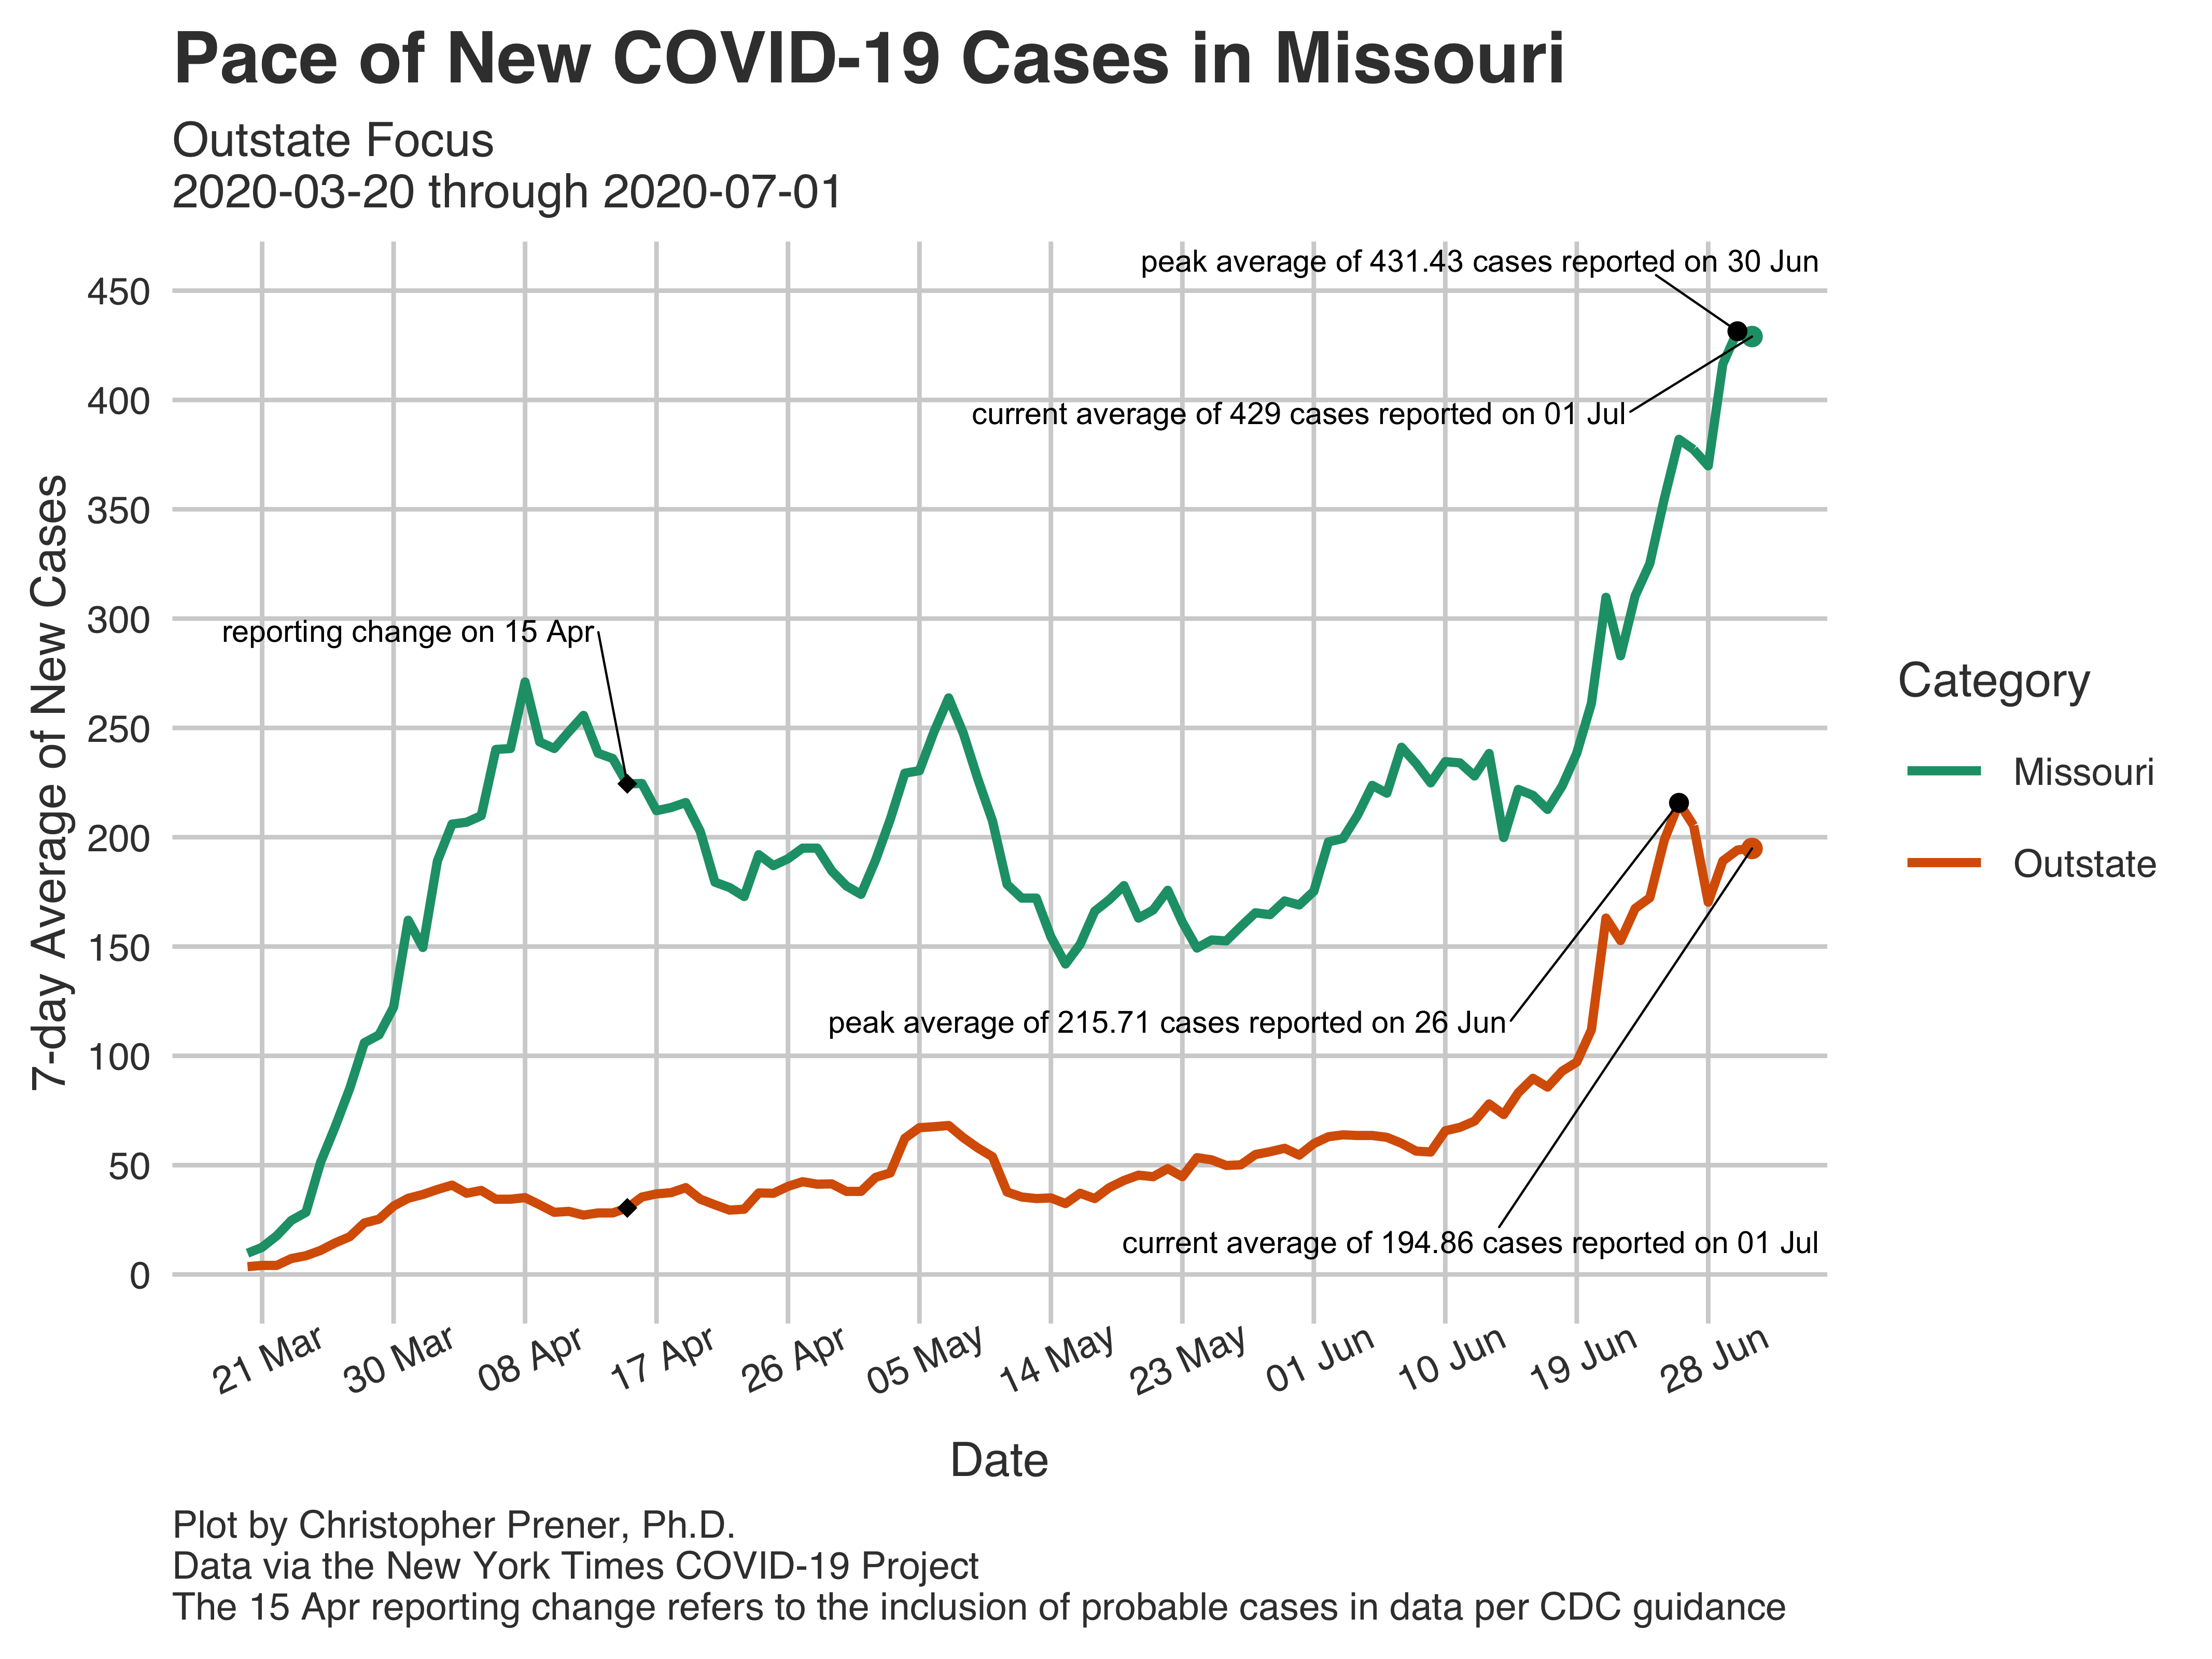 Pace of New COVID-19 Cases in Missouri
Outstate Focus
2020-03-20 through 2020-07-01
peak average of 431.43 cases reported on 30 Jun
450
400
current average of 429 cases reported on 01 Jul
350
300
reporting change on 15 Apr
250
200
150
peak average of 215.71 cases reported on 26 Jun
100
50
current average of 194.86 cases reported on 01 Jul
0
7-day Average of New Cases
Category
Missouri
Outstate
21 Mar
30 Mar
08 Apr
17 Apr
26 Apr
05 May
14 May
23 May
01 Jun
10 Jun
19 Jun
28 Jun
Date
Plot by Christopher Prener, Ph.D.
Data via the New York Times COVID-19 Project
The 15 Apr reporting change refers to the inclusion of probable cases in data per CDC guidance